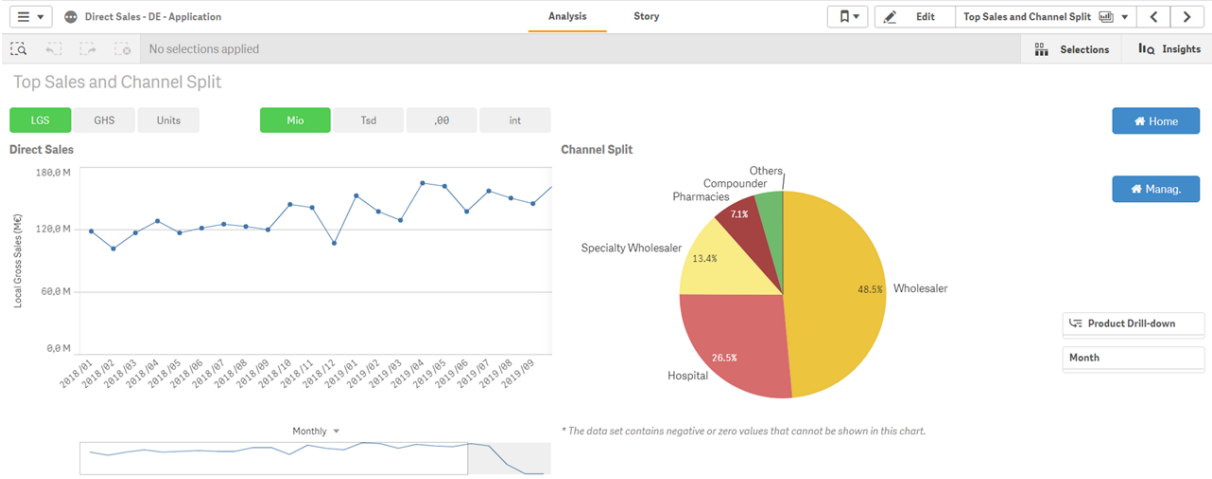 Direct Sales - DE - Application
Analysis
Story
Edit
Top Sales and Channel Split
No selections applied
Selections
Insights
Top Sales and Channel Split
LGS
GHS
Units
Mio
Tsd
,00
int
Home
Direct Sales
Channel Split
Manag.
Local Gross Sales (M€)
180,0 M
120,0 M
60,0 M
0,0 M
2018/01
2018/02
2018/03
2018/04
2018/05
2018/06
2018/07
2018/08
2018/09
2018/10
2018/11
2018/12
2019/01
2019/02
2019/03
2019/04
2019/05
2019/06
2019/07
2019/08
2019/09
Monthly
Others
Compounder
Pharmacies
7.1%
Specialty Wholesaler
13.4%
48.5%
Wholesaler
26.5%
Hospital
Product Drill-down
Month
* The data set contains negative or zero values that cannot be shown in this chart.